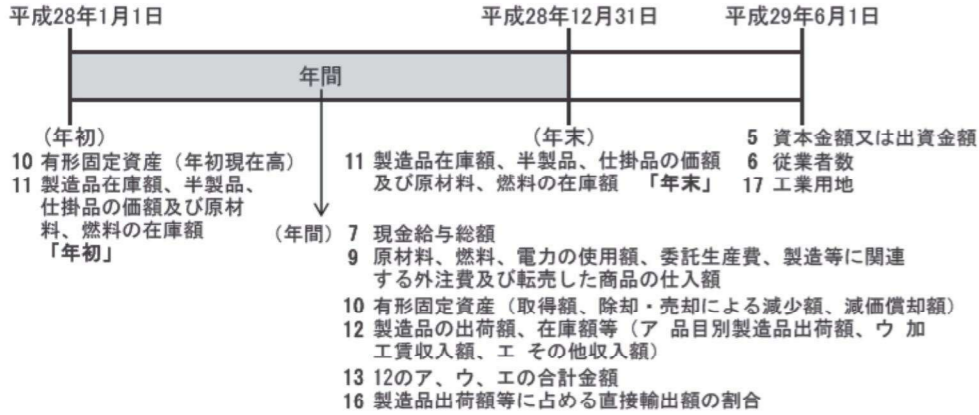 平成28年1月1日
平成28年12月31日
平成29年6月1日
年間
(年初)
10 有形固定資産（年初現在高）
11 製造品在庫額、半製品、
仕掛品の価額及び原材
料、燃料の在庫額
「年初」
(年末)
11 製造品在庫額、半製品、仕掛品の価額
及び原材料、燃料の在庫額 「年末」
5 資本金額又は出資金額
6 従業者数
17 工業用地
(年間) 7 現金給与総額
9 原材料、燃料、電力の使用額、委託生産費、製造等に関連
する外注費及び転売した商品の仕入額
10 有形固定資産（取得額、除却・売却による減少額、減価償却額）
12 製造品の出荷額、在庫額等（ア 品目別製造品出荷額、ウ 加
工賃収入額、エ その他収入額）
13 12のア、ウ、エの合計金額
16 製造品出荷額等に占める直接輸出額の割合